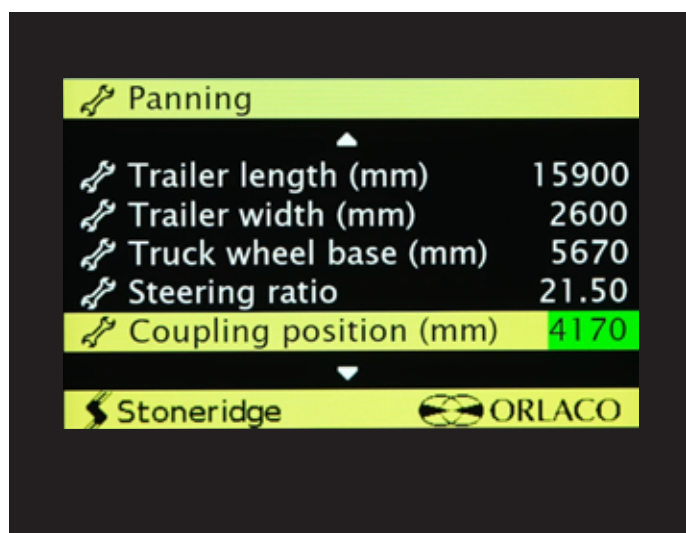 Panning
Trailer length (mm) 15900
Trailer width (mm) 2600
Truck wheel base (mm) 5670
Steering ratio 21.50
Coupling position (mm) 4170
Stoneridge ORLACO